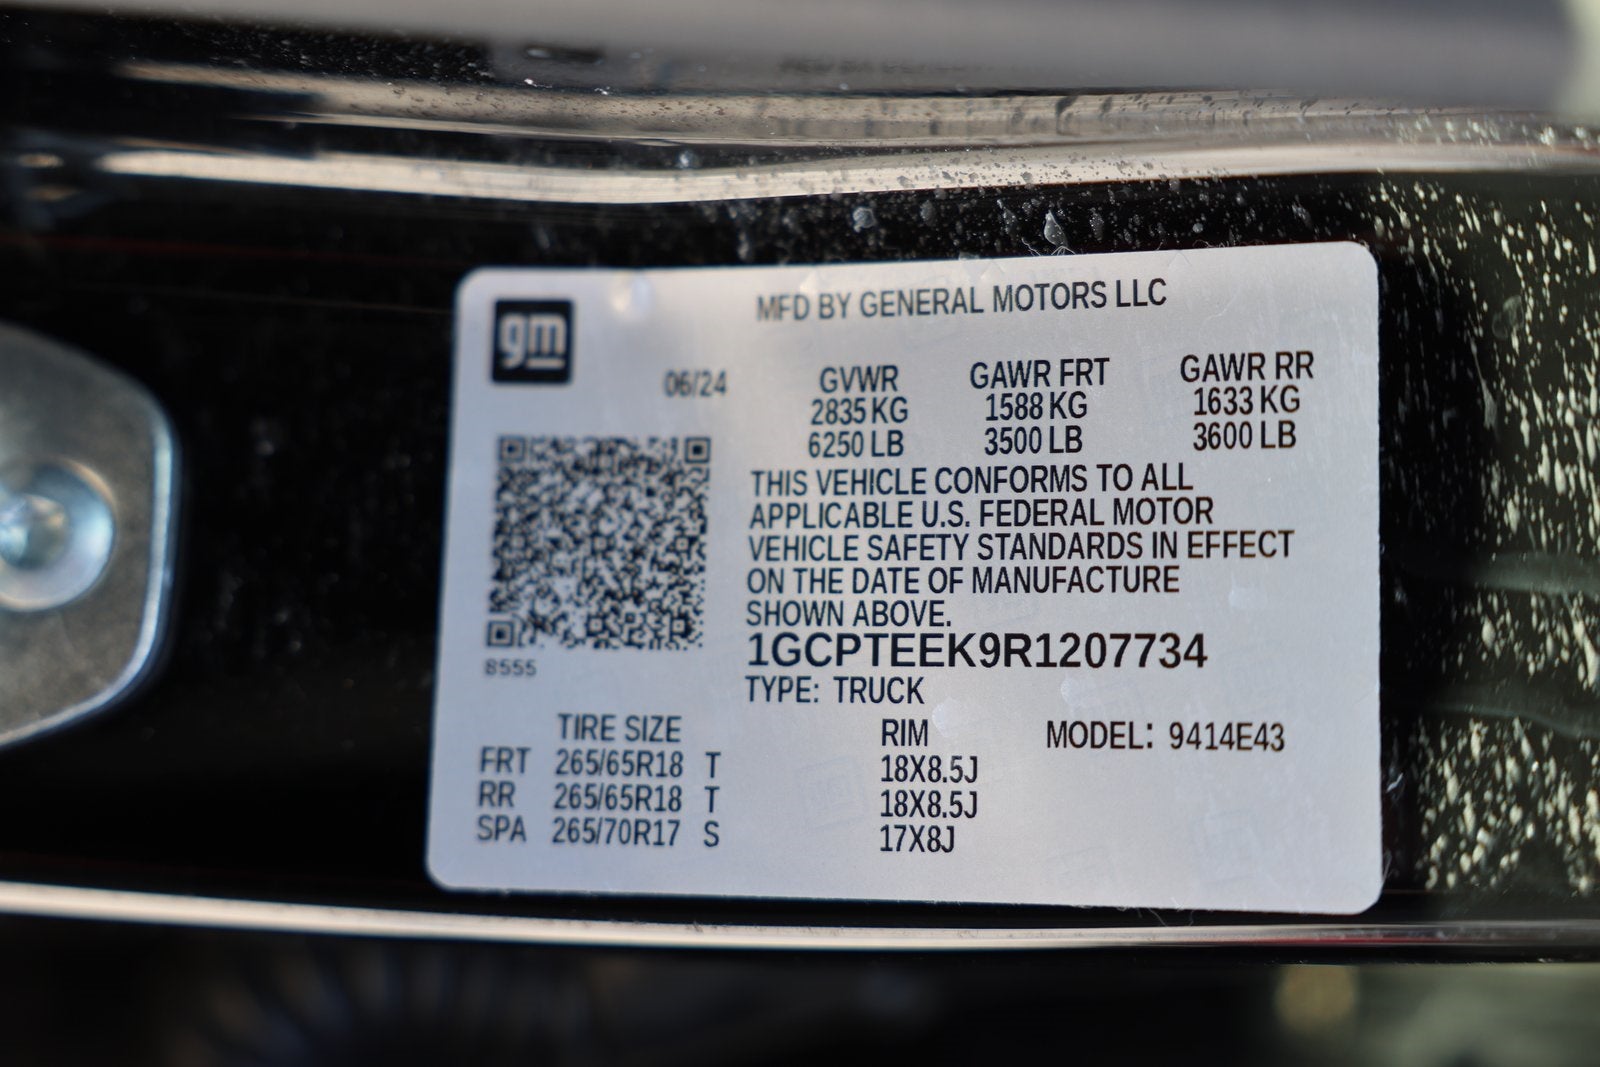 gm
MFD BY GENERAL MOTORS LLC
06/24
GVWR GAWR FRT GAWR RR
2835 KG 1588 KG 1633 KG
6250 LB 3500 LB 3600 LB
THIS VEHICLE CONFORMS TO ALL
APPLICABLE U.S. FEDERAL MOTOR
VEHICLE SAFETY STANDARDS IN EFFECT
ON THE DATE OF MANUFACTURE
SHOWN ABOVE.
1GCPTEEK9R1207734
8555
TYPE: TRUCK
TIRE SIZE RIM MODEL: 9414E43
FRT 265/65R18 T 18X8.5J
RR 265/65R18 T 18X8.5J
SPA 265/70R17 S 17X8J